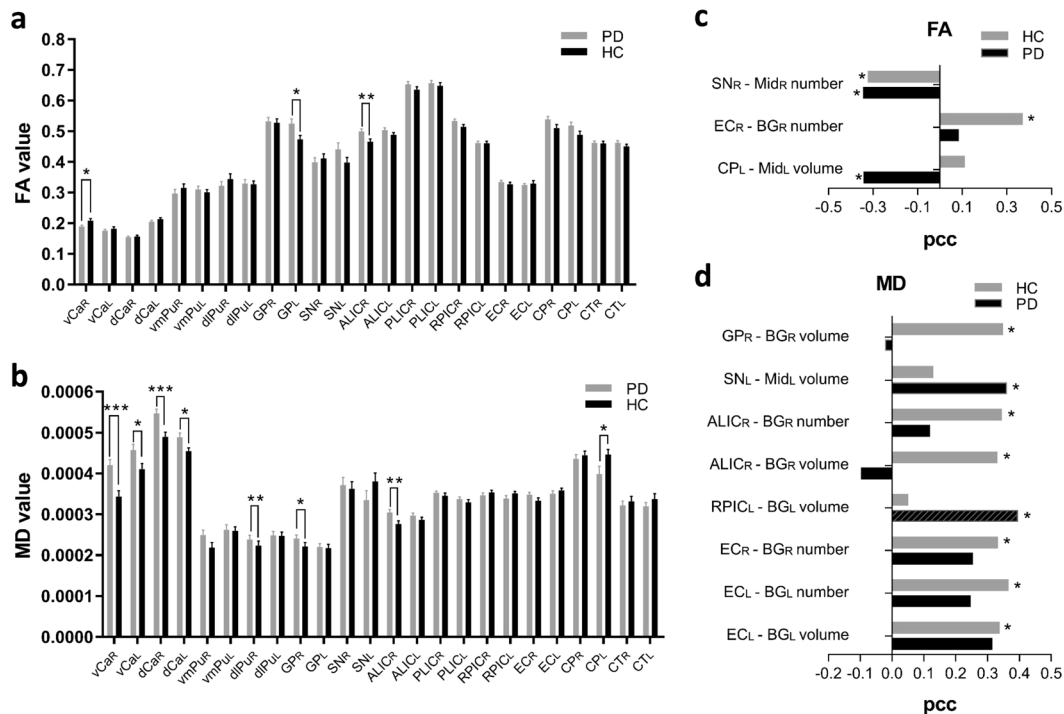 a
PD
HC
0.8
0.7
0.6
0.5
0.4
0.3
0.2
0.1
0.0
FA value
*
*
**
vCaR
vCaL
dCaR
dCaL
vmPuR
vmPuL
dlPuR
dlPuL
GPR
GPL
SNR
SNL
ALICR
ALICL
PLICR
PLICL
RPICR
RPICL
ECR
ECL
CPR
CPL
CTR
CTL
b
PD
HC
0.0006
0.0005
0.0004
0.0003
0.0002
0.0001
0.0000
MD value
***
*
***
*
**
*
**
*
vCaR
vCaL
dCaR
dCaL
vmPuR
vmPuL
dlPuR
dlPuL
GPR
GPL
SNR
SNL
ALICR
ALICL
PLICR
PLICL
RPICR
RPICL
ECR
ECL
CPR
CPL
CTR
CTL
c
FA
HC
PD
SNR - MidR number
*
*
ECR - BGR number
*
CPL - MidL volume
*
-0.5 -0.3 -0.1 0.1 0.3 0.5
pcc
d
MD
HC
PD
GPR - BGR volume
*
SNL - MidL volume
*
ALICR - BGR number
*
ALICR - BGR volume
RPICL - BGL volume
*
ECR - BGR number
*
ECL - BGL number
*
ECL - BGL volume
*
-0.2 -0.1 0.0 0.1 0.2 0.3 0.4 0.5
pcc